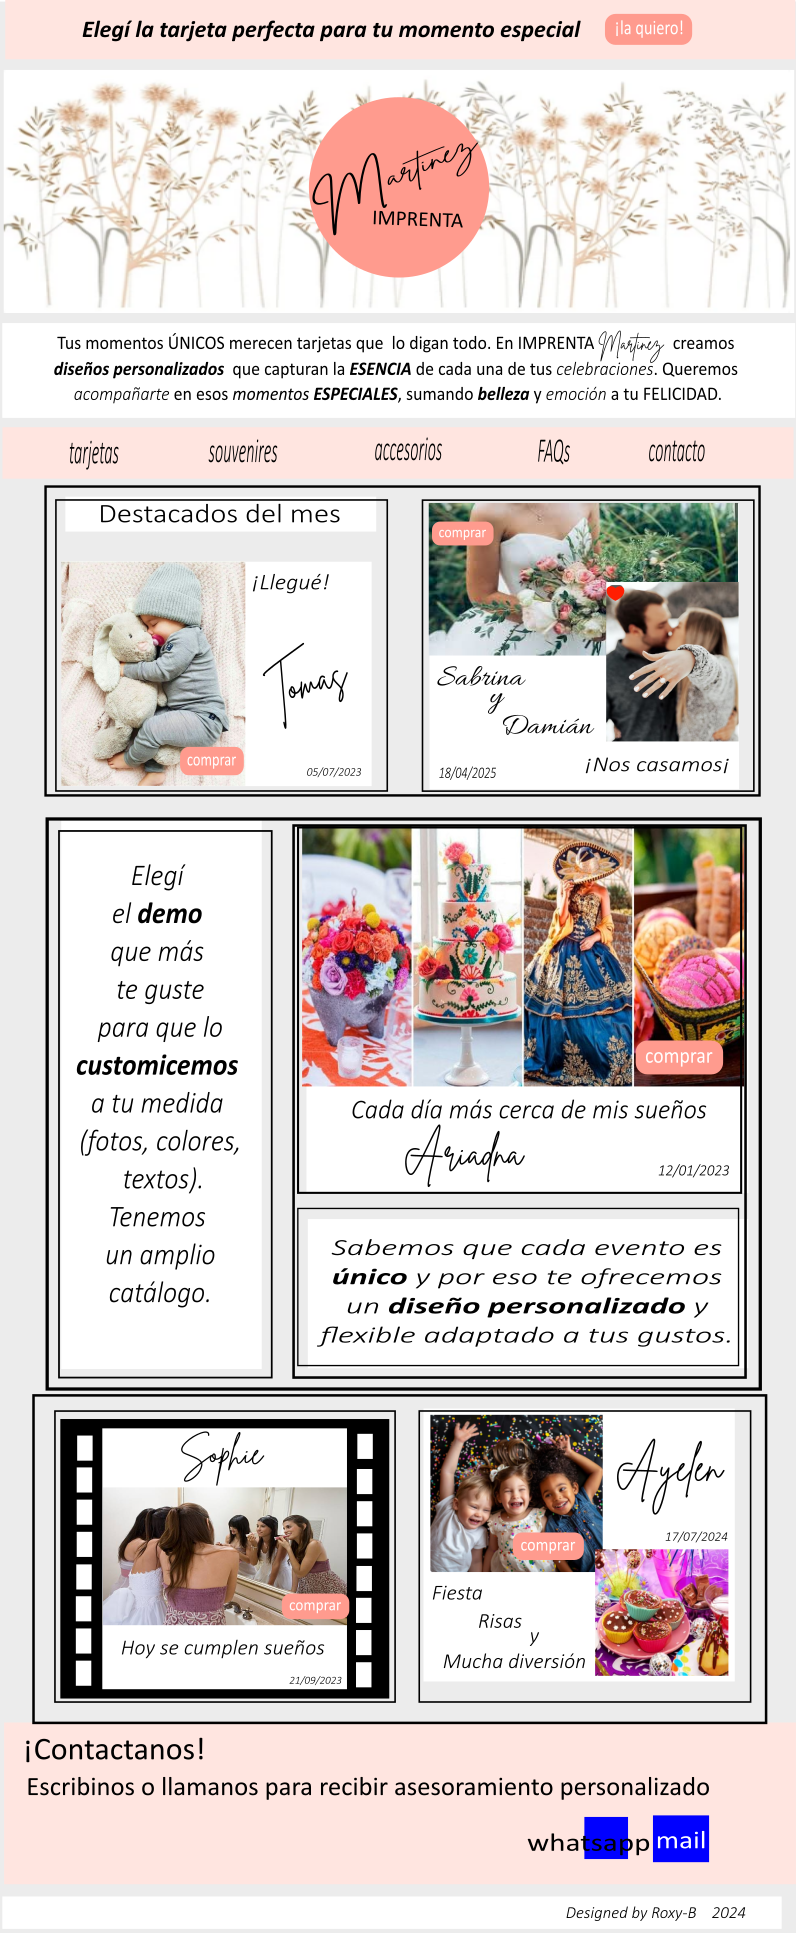 Elegí la tarjeta perfecta para tu momento especial
¡la quiero!
Martinez
IMPRENTA
Tus momentos ÚNICOS merecen tarjetas que lo digan todo. En IMPRENTA Martinez creamos
diseños personalizados que capturan la ESENCIA de cada una de tus celebraciones. Queremos
acompañarte en esos momentos ESPECIALES, sumando belleza y emoción a tu FELICIDAD.
tarjetas souvenires accesorios FAQs contacto
Destacados del mes
¡Llegué!
Tomas
comprar
05/07/2023
comprar
Sabrina
y
Damián
18/04/2025
¡Nos casamos¡
Elegí
el demo
que más
te guste
para que lo
customicemos
a tu medida
(fotos, colores,
textos).
Tenemos
un amplio
catálogo.
comprar
Cada día más cerca de mis sueños
Ariadna
12/01/2023
Sabemos que cada evento es
único y por eso te ofrecemos
un diseño personalizado y
flexible adaptado a tus gustos.
Sophie
comprar
Hoy se cumplen sueños
21/09/2023
Ayelen
17/07/2024
comprar
Fiesta
Risas
y
Mucha diversión
¡Contactanos!
Escribinos o llamanos para recibir asesoramiento personalizado
whatsapp mail
Designed by Roxy-B 2024